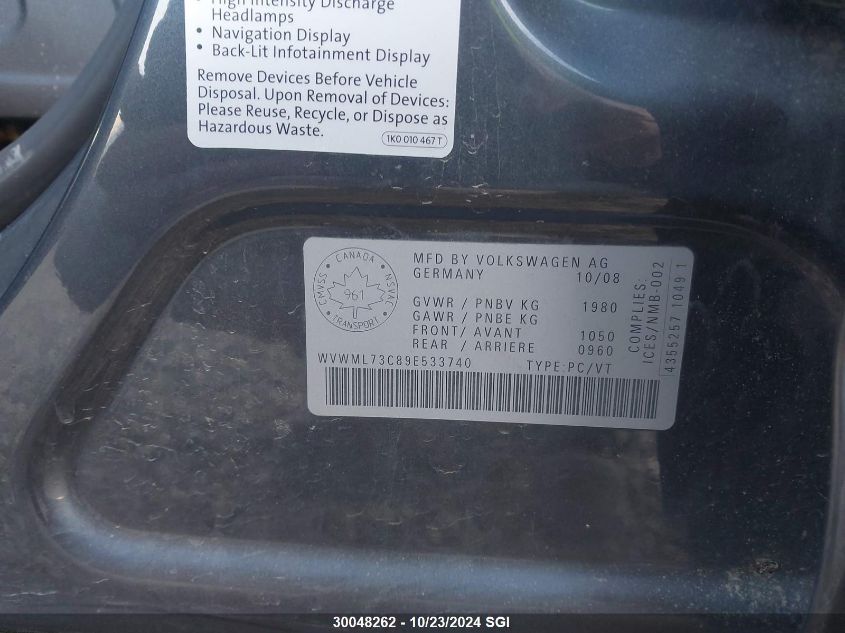 High Intensity Discharge
Headlamps
• Navigation Display
• Back-Lit Infotainment Display
Remove Devices Before Vehicle
Disposal. Upon Removal of Devices:
Please Reuse, Recycle, or Dispose as
Hazardous Waste.
1K0 010 467 T
CANADA
CMVSS
NSVAC
961
TRANSPORT
MFD BY VOLKSWAGEN AG
GERMANY 10/08
GVWR / PNBV KG 1980
GAWR / PNBE KG
FRONT/ AVANT 1050
REAR / ARRIERE 0960
WVWML73C89E533740 TYPE:PC/VT
COMPLIES:
ICES/NMB-002
4355257 1049 1
30048262 - 10/23/2024 SGI